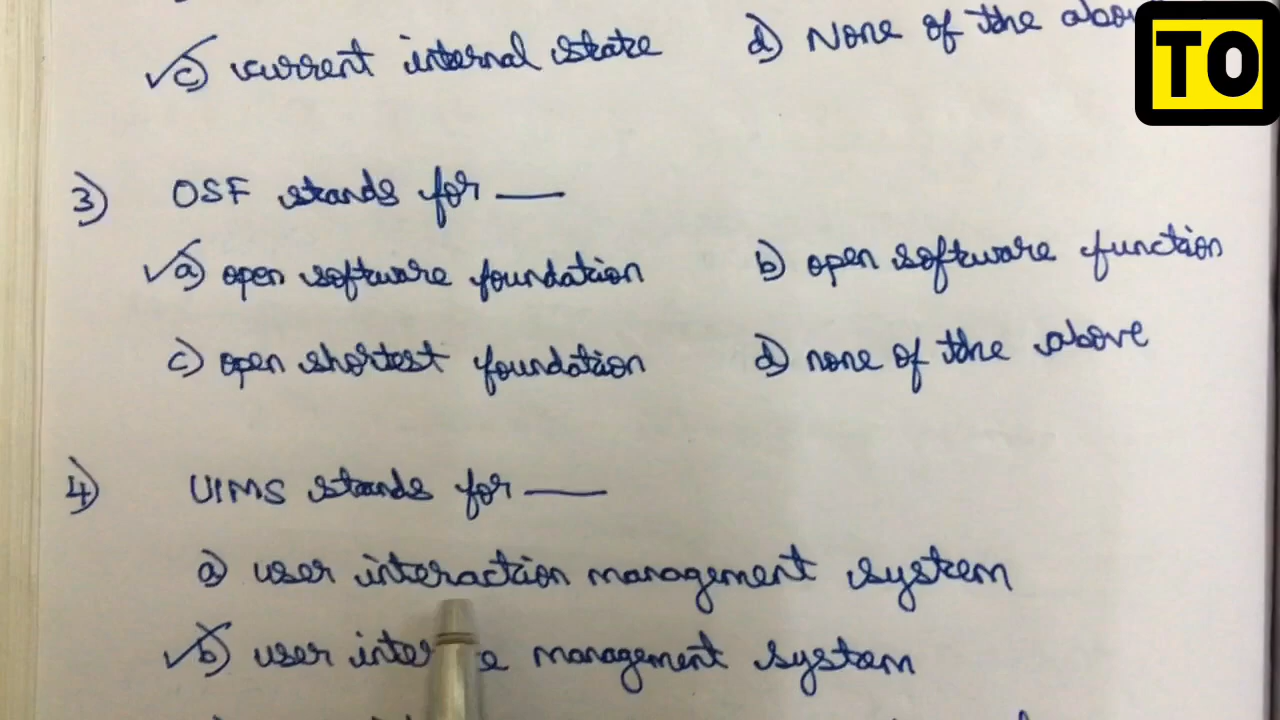 c) current internal state d) None of the
TO
3) OSF stands for —
a) open software foundation b) open software function
c) open shortest foundation d) none of the above
4) UIMS stands for —
a) user interaction management system
b) user management system